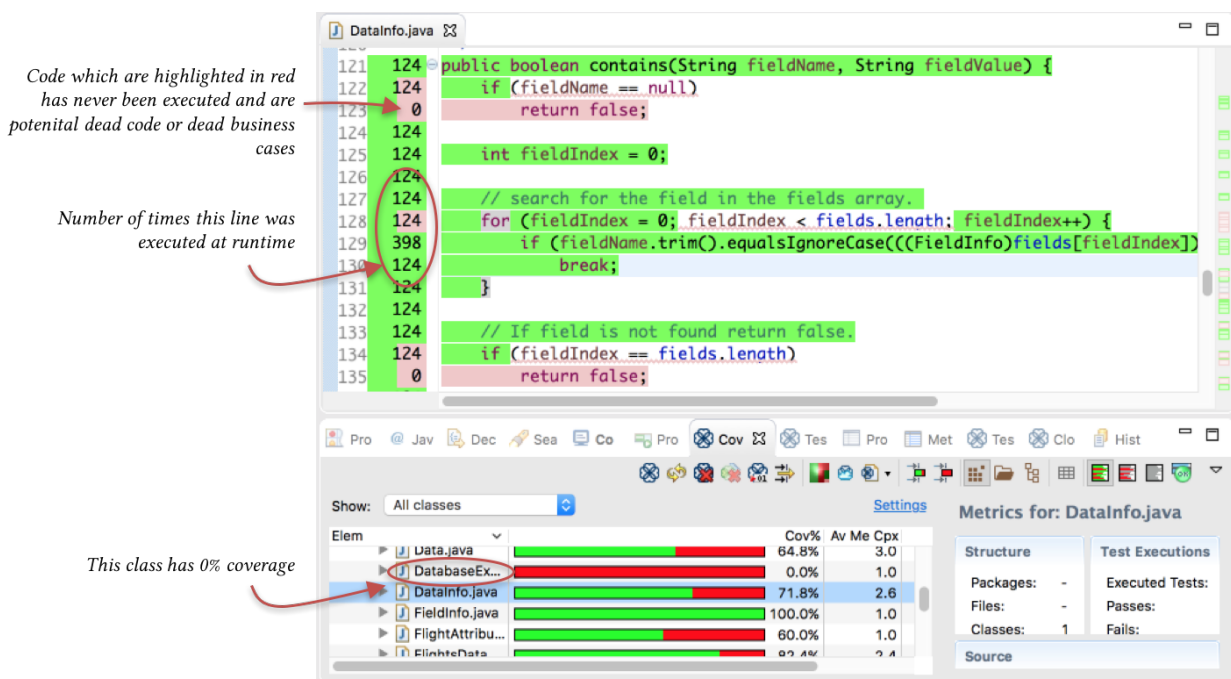 DataInfo.java
121 124 public boolean contains(String fieldName, String fieldValue) {
Code which are highlighted in red
has never been executed and are
potenital dead code or dead business
cases
122 124 if (fieldName == null)
123 0 return false;
124 124
125 124 int fieldIndex = 0;
126 124
127 124 // search for the field in the fields array.
Number of times this line was
executed at runtime
128 124 for (fieldIndex = 0; fieldIndex < fields.length; fieldIndex++) {
129 398 if (fieldName.trim().equalsIgnoreCase(((FieldInfo)fields[fieldIndex])
130 124 break;
131 124 }
132 124
133 124 // If field is not found return false.
134 124 if (fieldIndex == fields.length)
135 0 return false;
Pro @ Jav Dec Sea Co Pro Cov Tes Pro Met Tes Clo Hist
Show: All classes Settings
Elem Cov% Av Me Cpx
Data.java 64.8% 3.0
This class has 0% coverage
DatabaseEx... 0.0% 1.0
DataInfo.java 71.8% 2.6
FieldInfo.java 100.0% 1.0
FlightAttribu... 60.0% 1.0
FlightsData 82.4% 2.4
Metrics for: DataInfo.java
Structure
Packages: -
Files: -
Classes: 1
Test Executions
Executed Tests:
Passes:
Fails:
Source